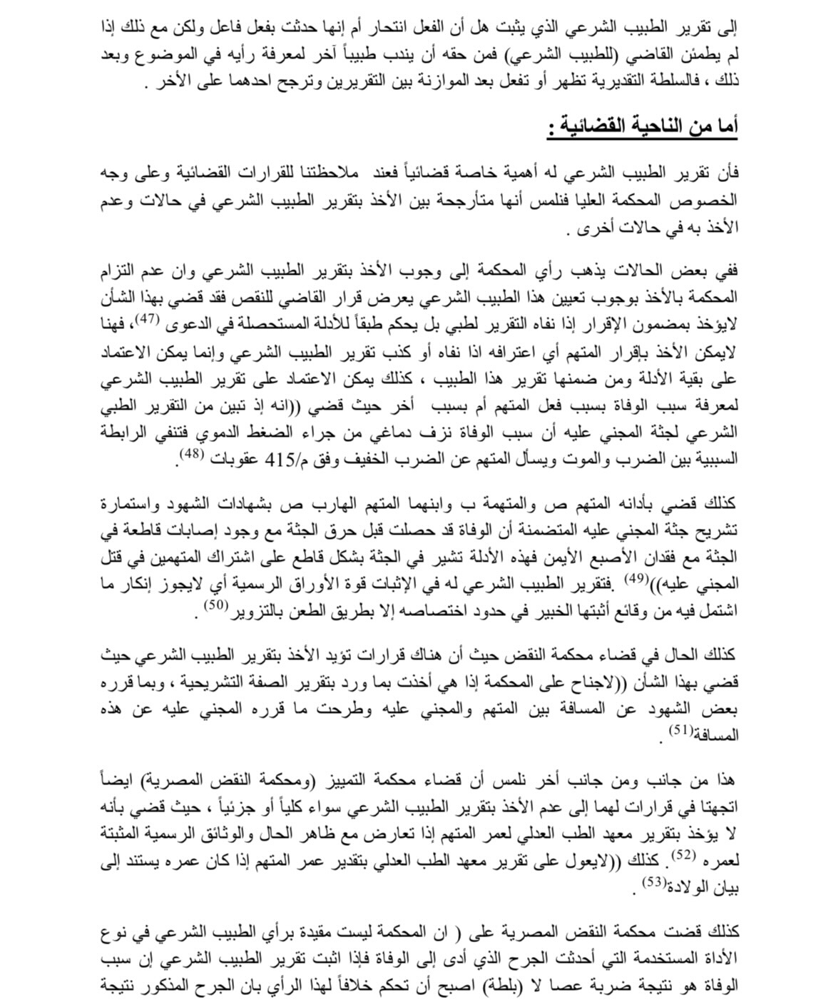 إلى تقرير الطبيب الشرعي الذي يثبت هل أن الفعل انتحار أم إنها حدثت بفعل فاعل ولكن مع ذلك إذا
لم يطمئن القاضي (للطبيب الشرعي) فمن حقه أن يندب طبيباً آخر لمعرفة رأيه في الموضوع وبعد
ذلك ، فالسلطة التقديرية تظهر أو تفعل بعد الموازنة بين التقريرين وترجح احدهما على الأخر .
أما من الناحية القضائية :
فأن تقرير الطبيب الشرعي له أهمية خاصة قضائياً فعند ملاحظتنا للقرارات القضائية وعلى وجه
الخصوص المحكمة العليا فنلمس أنها متأرجحة بين الأخذ بتقرير الطبيب الشرعي في حالات وعدم
الأخذ به في حالات أخرى .
ففي بعض الحالات يذهب رأي المحكمة إلى وجوب الأخذ بتقرير الطبيب الشرعي وان عدم التزام
المحكمة بالأخذ بوجوب تعيين هذا الطبيب الشرعي يعرض قرار القاضي للنقص فقد قضي بهذا الشأن
لايؤخذ بمضمون الإقرار إذا نفاه التقرير لطبي بل يحكم طبقاً للأدلة المستحصلة في الدعوى (47)، فهنا
لايمكن الأخذ بإقرار المتهم أي اعترافه اذا نفاه أو كذب تقرير الطبيب الشرعي وإنما يمكن الاعتماد
على بقية الأدلة ومن ضمنها تقرير هذا الطبيب ، كذلك يمكن الاعتماد على تقرير الطبيب الشرعي
لمعرفة سبب الوفاة بسبب فعل المتهم أم بسبب أخر حيث قضي ((انه إذ تبين من التقرير الطبي
الشرعي لجثة المجني عليه أن سبب الوفاة نزف دماغي من جراء الضغط الدموي فتنفي الرابطة
السببية بين الضرب والموت ويسأل المتهم عن الضرب الخفيف وفق م/415 عقوبات (48).
كذلك قضي بأدانه المتهم ص والمتهمة ب وابنهما المتهم الهارب ص بشهادات الشهود واستمارة
تشريح جثة المجني عليه المتضمنة أن الوفاة قد حصلت قبل حرق الجثة مع وجود إصابات قاطعة في
الجثة مع فقدان الأصبع الأيمن فهذه الأدلة تشير في الجثة بشكل قاطع على اشتراك المتهمين في قتل
المجني عليه))(49) .فتقرير الطبيب الشرعي له في الإثبات قوة الأوراق الرسمية أي لايجوز إنكار ما
اشتمل فيه من وقائع أثبتها الخبير في حدود اختصاصه إلا بطريق الطعن بالتزوير(50) .
كذلك الحال في قضاء محكمة النقض حيث أن هناك قرارات تؤيد الأخذ بتقرير الطبيب الشرعي حيث
قضي بهذا الشأن ((لاجناح على المحكمة إذا هي أخذت بما ورد بتقرير الصفة التشريحية ، وبما قرره
بعض الشهود عن المسافة بين المتهم والمجني عليه وطرحت ما قرره المجني عليه عن هذه
المسافة(51) .
هذا من جانب ومن جانب أخر نلمس أن قضاء محكمة التمييز (ومحكمة النقض المصرية) ايضاً
اتجهتا في قرارات لهما إلى عدم الأخذ بتقرير الطبيب الشرعي سواء كلياً أو جزئياً ، حيث قضي بأنه
لا يؤخذ بتقرير معهد الطب العدلي لعمر المتهم إذا تعارض مع ظاهر الحال والوثائق الرسمية المثبتة
لعمره (52). كذلك ((لايعول على تقرير معهد الطب العدلي بتقدير عمر المتهم إذا كان عمره يستند إلى
بيان الولادة(53) .
كذلك قضت محكمة النقض المصرية على ( ان المحكمة ليست مقيدة برأي الطبيب الشرعي في نوع
الأداة المستخدمة التي أحدثت الجرح الذي أدى إلى الوفاة فإذا اثبت تقرير الطبيب الشرعي إن سبب
الوفاة هو نتيجة ضربة عصا لا (بلطة) اصبح أن تحكم خلافاً لهذا الرأي بان الجرح المذكور نتيجة